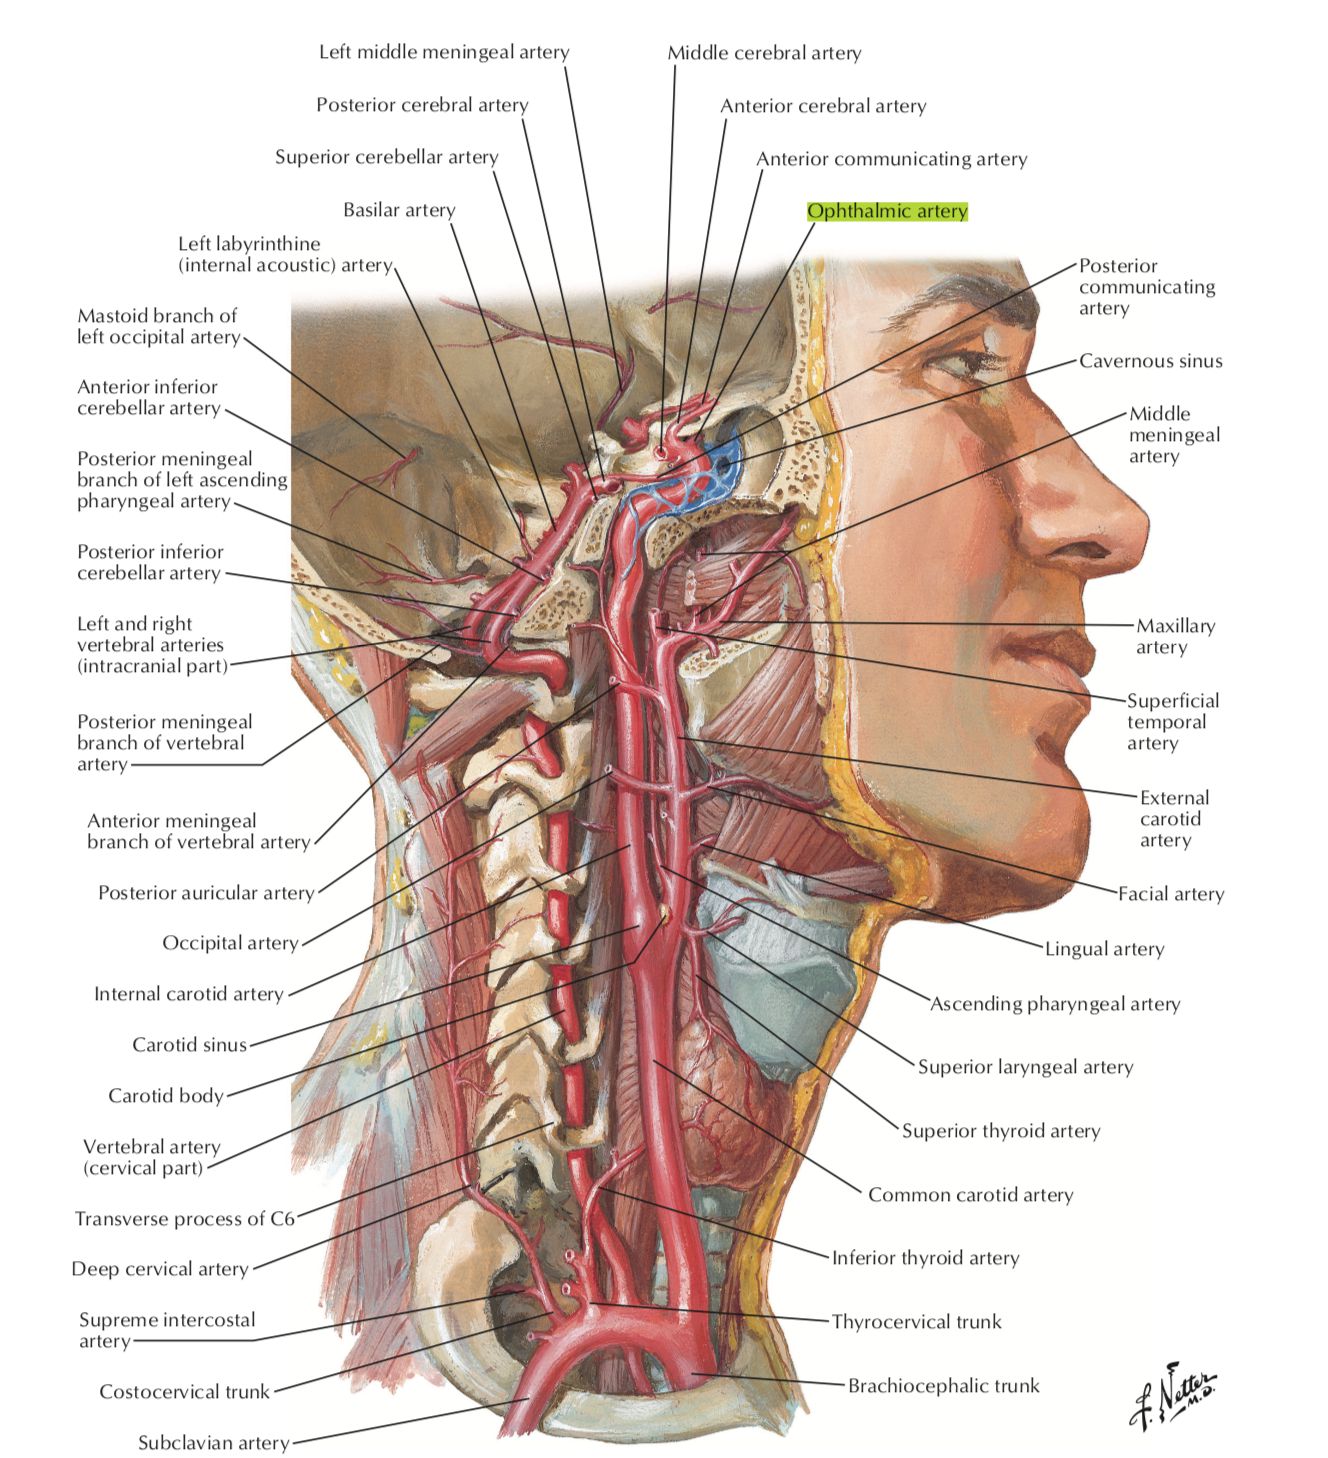 Left middle meningeal artery
Posterior cerebral artery
Superior cerebellar artery
Basilar artery
Left labyrinthine
(internal acoustic) artery
Mastoid branch of
left occipital artery
Anterior inferior
cerebellar artery
Posterior meningeal
branch of left ascending
pharyngeal artery
Posterior inferior
cerebellar artery
Left and right
vertebral arteries
(intracranial part)
Posterior meningeal
branch of vertebral
artery
Anterior meningeal
branch of vertebral artery
Posterior auricular artery
Occipital artery
Internal carotid artery
Carotid sinus
Carotid body
Vertebral artery
(cervical part)
Transverse process of C6
Deep cervical artery
Supreme intercostal
artery
Costocervical trunk
Subclavian artery
Middle cerebral artery
Anterior cerebral artery
Anterior communicating artery
Ophthalmic artery
Posterior
communicating
artery
Cavernous sinus
Middle
meningeal
artery
Maxillary
artery
Superficial
temporal
artery
External
carotid
artery
Facial artery
Lingual artery
Ascending pharyngeal artery
Superior laryngeal artery
Superior thyroid artery
Common carotid artery
Inferior thyroid artery
Thyrocervical trunk
Brachiocephalic trunk
F. Netter
M.D.